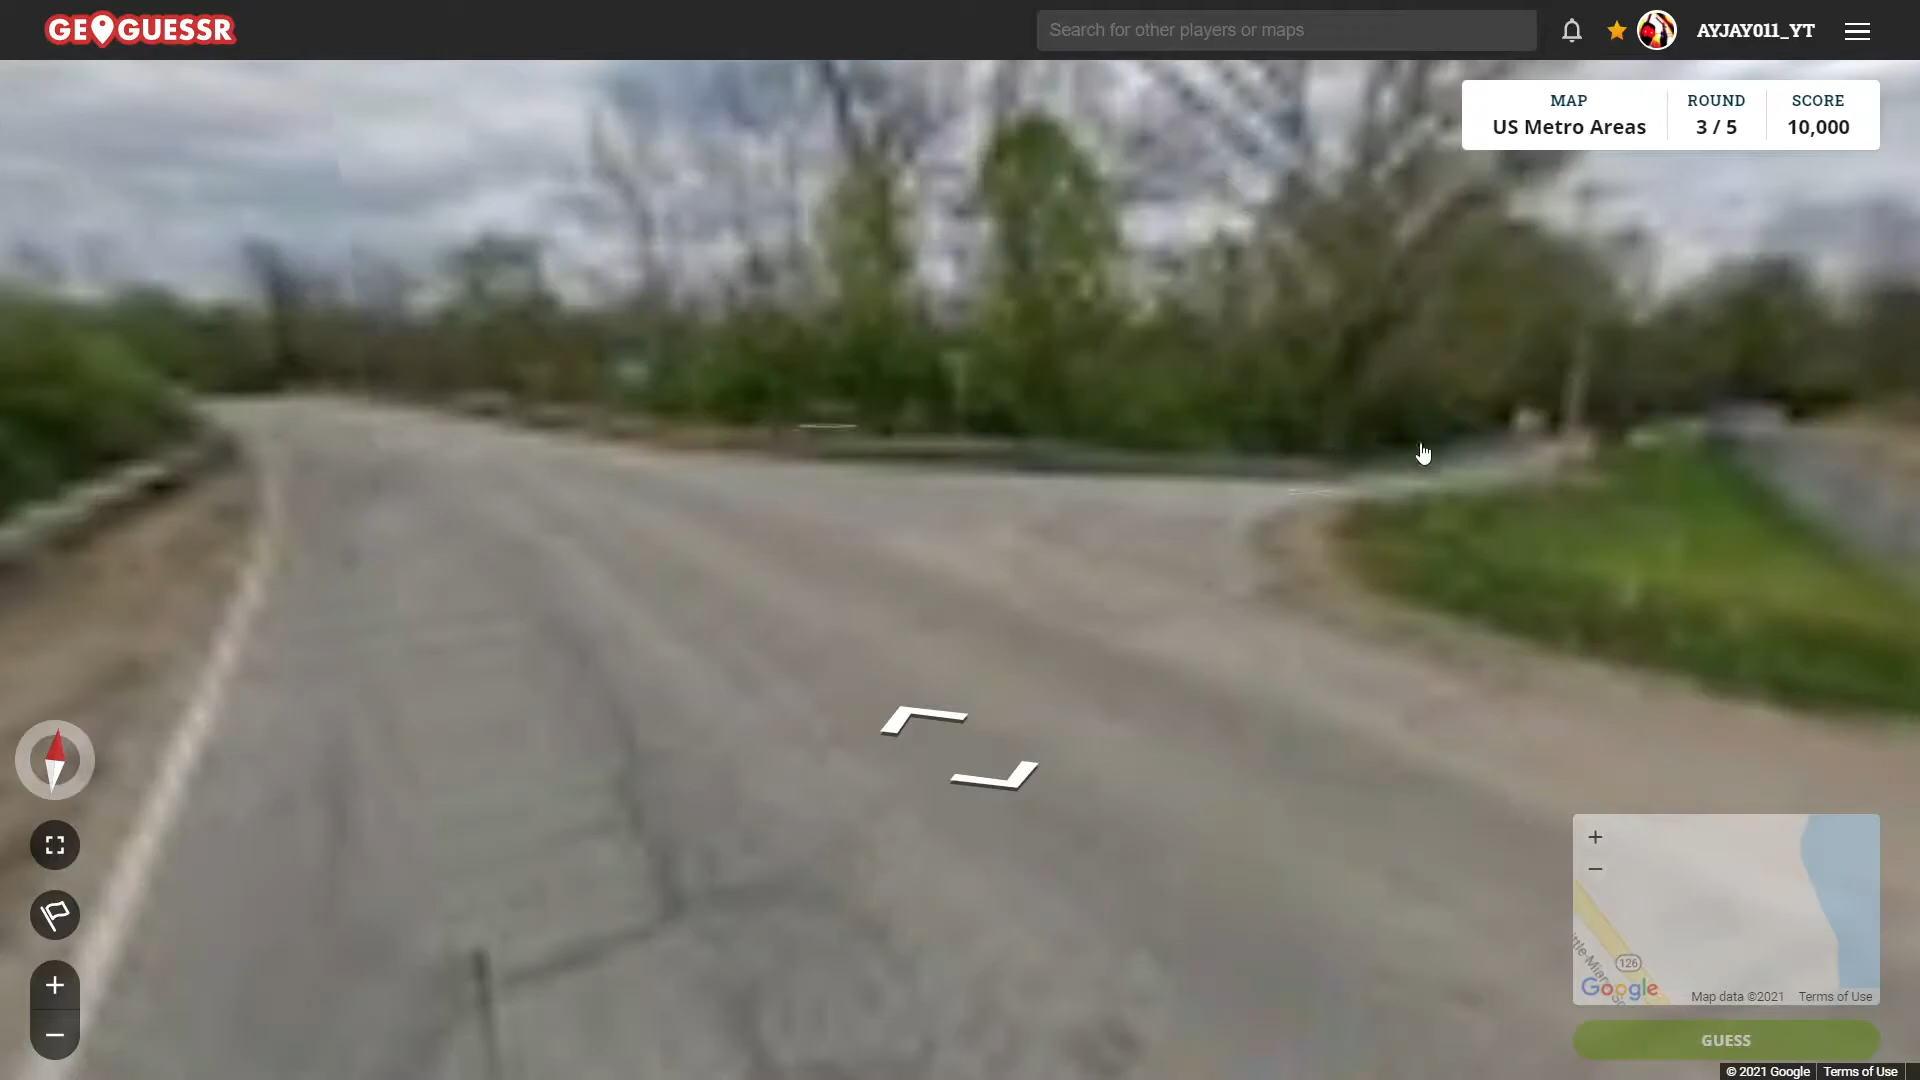 GEOGUESSR
Search for other players or maps
AYJAY011_YT
MAP
US Metro Areas
ROUND
3 / 5
SCORE
10,000
+
−
126
Google
Map data ©2021
Terms of Use
GUESS
+
−
© 2021 Google
Terms of Use